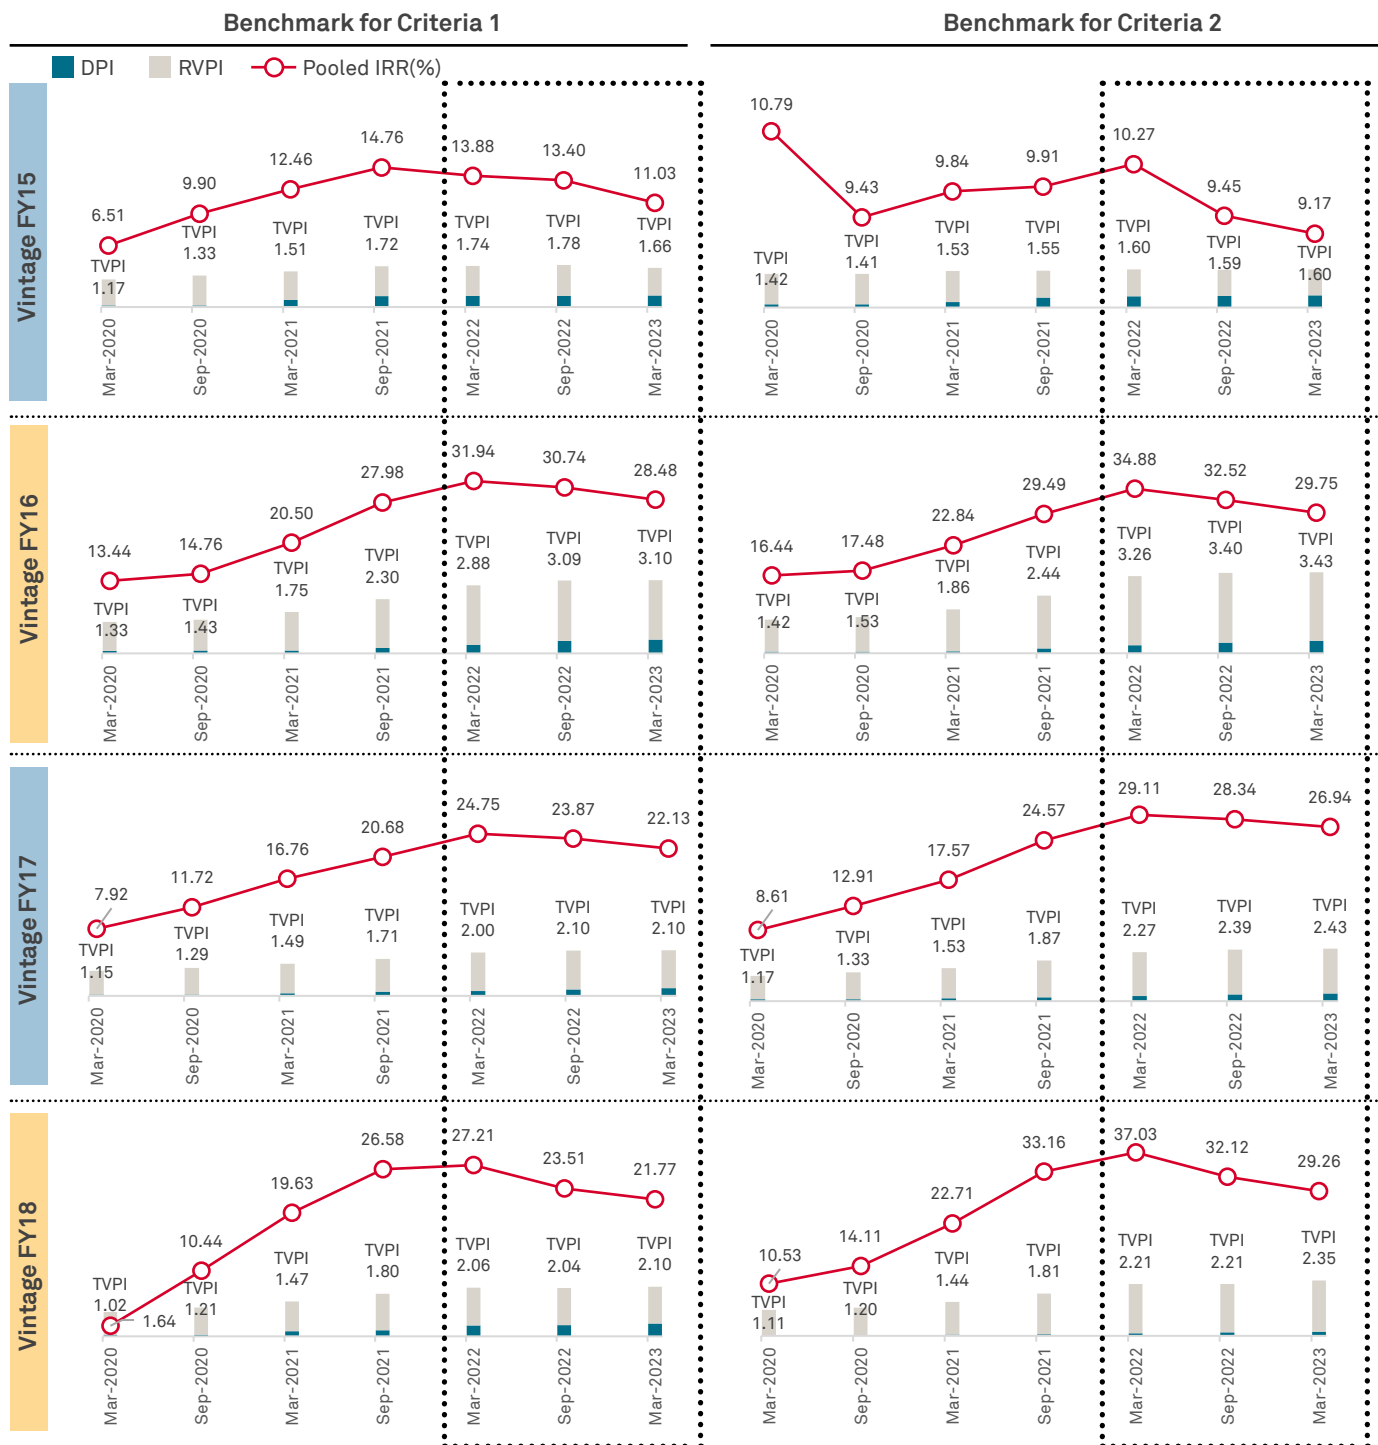 Benchmark for Criteria 1
Benchmark for Criteria 2
DPI RVPI Pooled IRR(%)
Vintage FY15
6.51 9.90 12.46 14.76 13.88 13.40 11.03
TVPI TVPI TVPI TVPI TVPI TVPI TVPI
1.17 1.33 1.51 1.72 1.74 1.78 1.66
Mar-2020 Sep-2020 Mar-2021 Sep-2021 Mar-2022 Sep-2022 Mar-2023
10.79 9.43 9.84 9.91 10.27 9.45 9.17
TVPI TVPI TVPI TVPI TVPI TVPI TVPI
1.42 1.41 1.53 1.55 1.60 1.59 1.60
Mar-2020 Sep-2020 Mar-2021 Sep-2021 Mar-2022 Sep-2022 Mar-2023
Vintage FY16
13.44 14.76 20.50 27.98 31.94 30.74 28.48
TVPI TVPI TVPI TVPI TVPI TVPI TVPI
1.33 1.43 1.75 2.30 2.88 3.09 3.10
Mar-2020 Sep-2020 Mar-2021 Sep-2021 Mar-2022 Sep-2022 Mar-2023
16.44 17.48 22.84 29.49 34.88 32.52 29.75
TVPI TVPI TVPI TVPI TVPI TVPI TVPI
1.42 1.53 1.86 2.44 3.26 3.40 3.43
Mar-2020 Sep-2020 Mar-2021 Sep-2021 Mar-2022 Sep-2022 Mar-2023
Vintage FY17
7.92 11.72 16.76 20.68 24.75 23.87 22.13
TVPI TVPI TVPI TVPI TVPI TVPI TVPI
1.15 1.29 1.49 1.71 2.00 2.10 2.10
Mar-2020 Sep-2020 Mar-2021 Sep-2021 Mar-2022 Sep-2022 Mar-2023
8.61 12.91 17.57 24.57 29.11 28.34 26.94
TVPI TVPI TVPI TVPI TVPI TVPI TVPI
1.17 1.33 1.53 1.87 2.27 2.39 2.43
Mar-2020 Sep-2020 Mar-2021 Sep-2021 Mar-2022 Sep-2022 Mar-2023
Vintage FY18
1.64 10.44 19.63 26.58 27.21 23.51 21.77
TVPI TVPI TVPI TVPI TVPI TVPI TVPI
1.02 1.21 1.47 1.80 2.06 2.04 2.10
Mar-2020 Sep-2020 Mar-2021 Sep-2021 Mar-2022 Sep-2022 Mar-2023
10.53 14.11 22.71 33.16 37.03 32.12 29.26
TVPI TVPI TVPI TVPI TVPI TVPI TVPI
1.11 1.20 1.44 1.81 2.21 2.21 2.35
Mar-2020 Sep-2020 Mar-2021 Sep-2021 Mar-2022 Sep-2022 Mar-2023